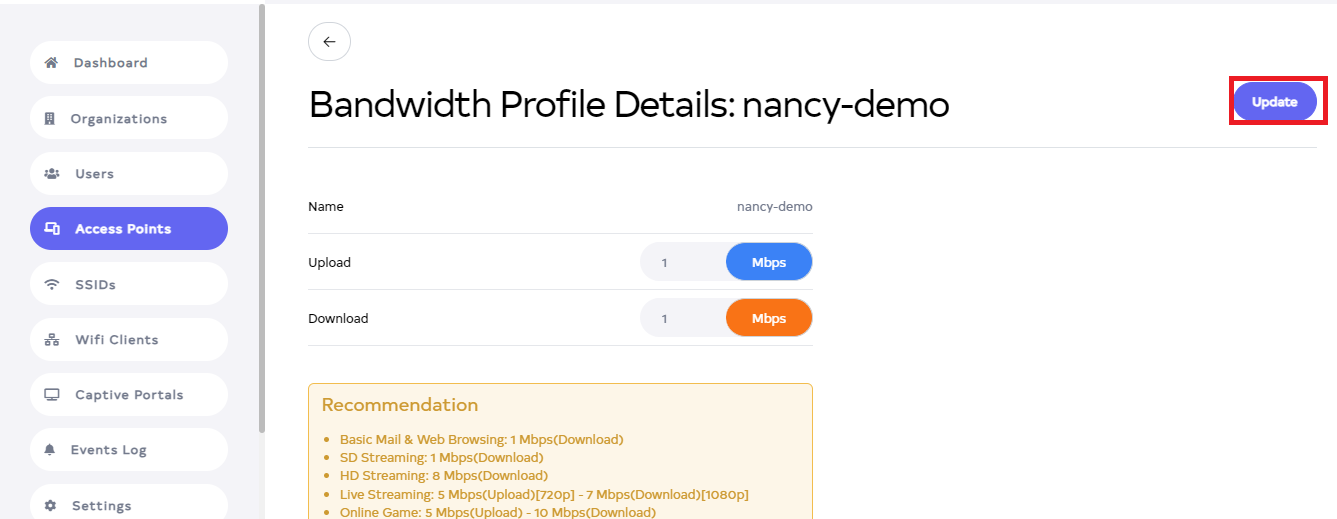 Dashboard
Organizations
Users
Access Points
SSIDs
Wifi Clients
Captive Portals
Events Log
Settings
Bandwidth Profile Details: nancy-demo
Update
Name nancy-demo
Upload 1 Mbps
Download 1 Mbps
Recommendation
Basic Mail & Web Browsing: 1 Mbps(Download)
SD Streaming: 1 Mbps(Download)
HD Streaming: 8 Mbps(Download)
Live Streaming: 5 Mbps(Upload)[720p] - 7 Mbps(Download)[1080p]
Online Game: 5 Mbps(Upload) - 10 Mbps(Download)